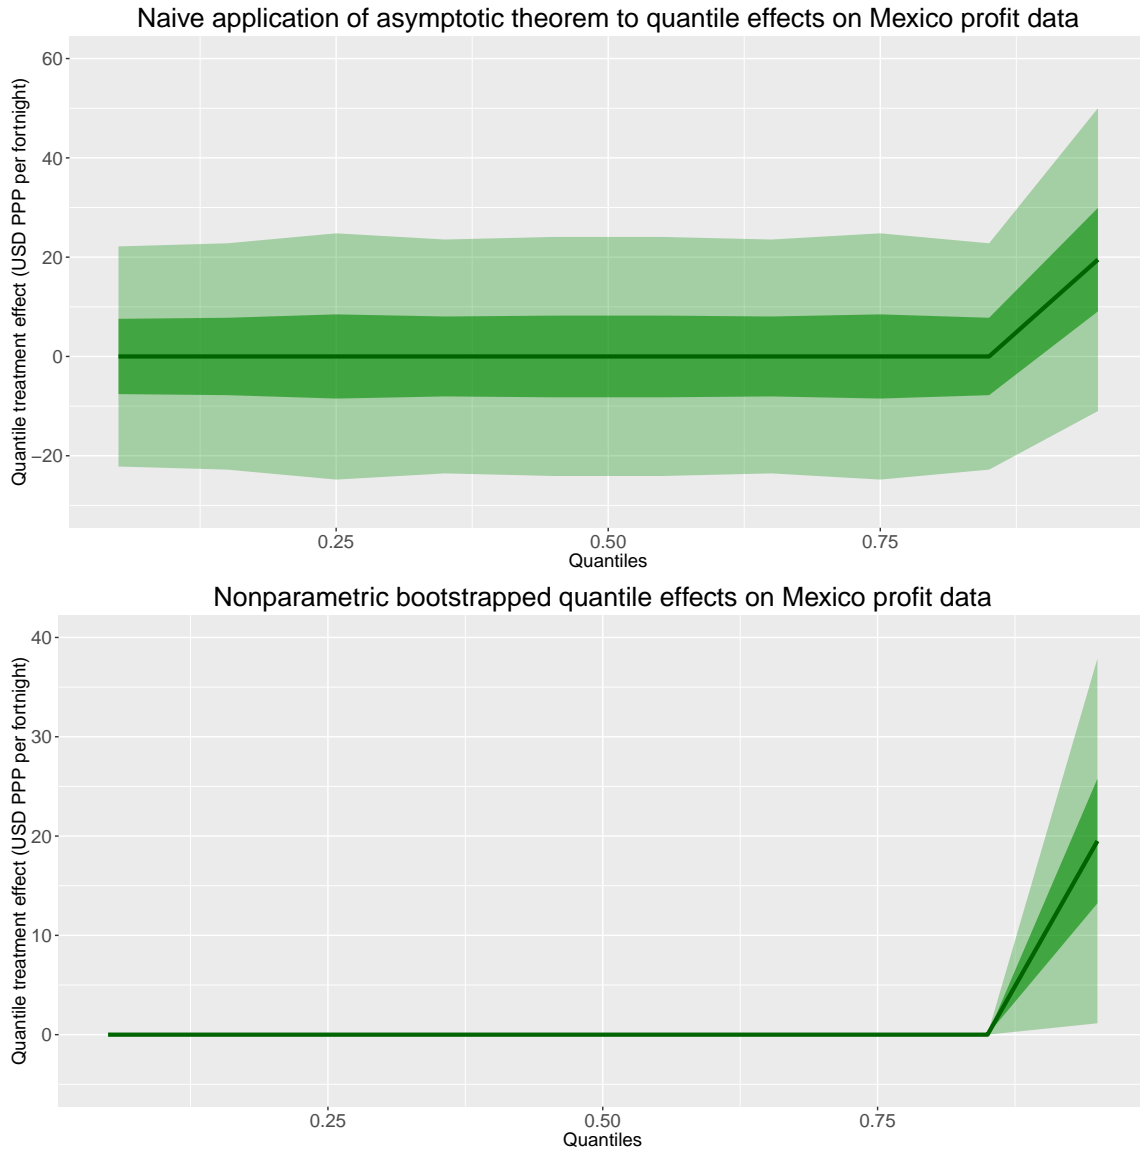 Naive application of asymptotic theorem to quantile effects on Mexico profit data
Quantile treatment effect (USD PPP per fortnight)
60
40
20
0
−20
0.25
0.50
0.75
Quantiles
Nonparametric bootstrapped quantile effects on Mexico profit data
Quantile treatment effect (USD PPP per fortnight)
40
30
20
10
0
0.25
0.50
0.75
Quantiles